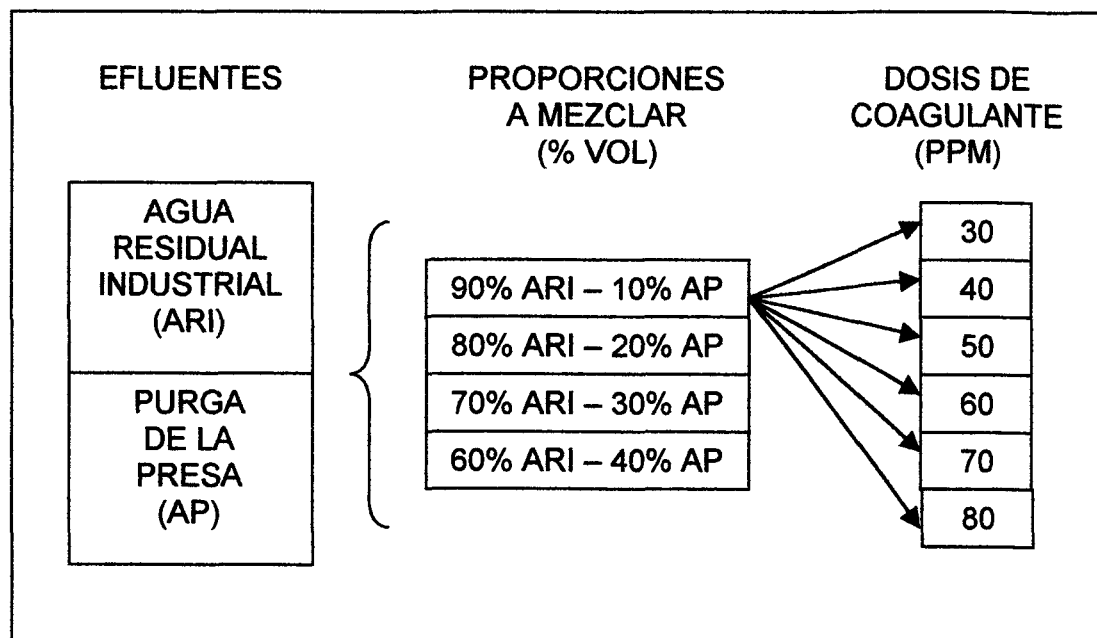 EFLUENTES
AGUA
RESIDUAL
INDUSTRIAL
(ARI)
PURGA
DE LA
PRESA
(AP)
PROPORCIONES
A MEZCLAR
(% VOL)
90% ARI – 10% AP
80% ARI – 20% AP
70% ARI – 30% AP
60% ARI – 40% AP
DOSIS DE
COAGULANTE
(PPM)
30
40
50
60
70
80